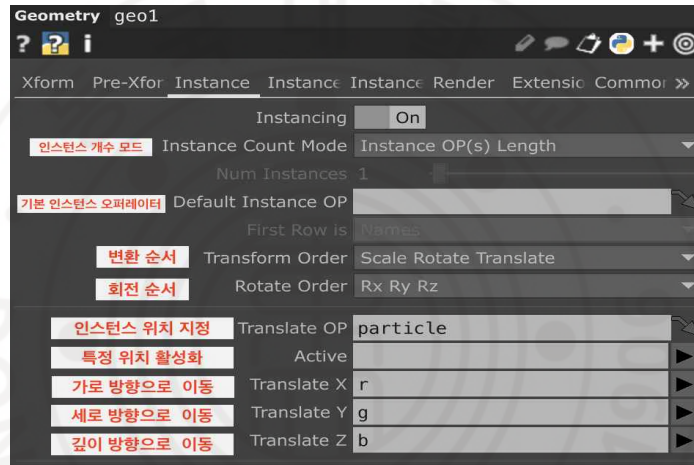 Geometry geo1
? ? i
Xform Pre-Xfor Instance Instance Instance Render Extensio Common »
Instancing On
인스턴스 개수 모드 Instance Count Mode Instance OP(s) Length
Num Instances 1
기본 인스턴스 오퍼레이터 Default Instance OP
First Row is Names
변환 순서 Transform Order Scale Rotate Translate
회전 순서 Rotate Order Rx Ry Rz
인스턴스 위치 지정 Translate OP particle
특정 위치 활성화 Active
가로 방향으로 이동 Translate X r
세로 방향으로 이동 Translate Y g
깊이 방향으로 이동 Translate Z b